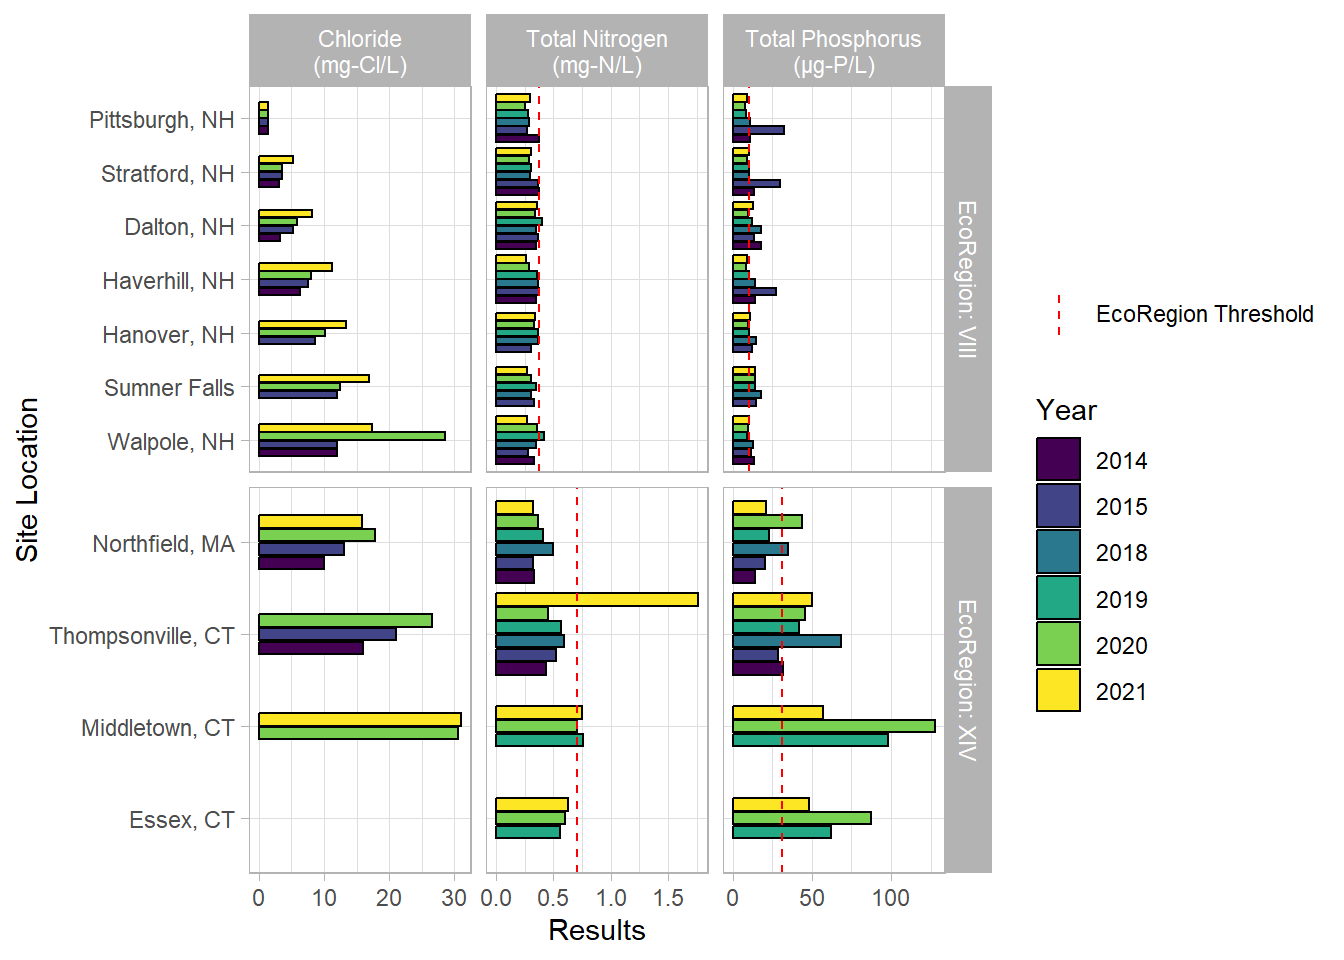 Chloride
(mg-Cl/L)
Total Nitrogen
(mg-N/L)
Total Phosphorus
(µg-P/L)
Site Location
Pittsburgh, NH
Stratford, NH
Dalton, NH
Haverhill, NH
Hanover, NH
Sumner Falls
Walpole, NH
EcoRegion: VIII
Northfield, MA
Thompsonville, CT
Middletown, CT
Essex, CT
EcoRegion: XIV
0 10 20 30
0.0 0.5 1.0 1.5
0 50 100
Results
EcoRegion Threshold
Year
2014
2015
2018
2019
2020
2021